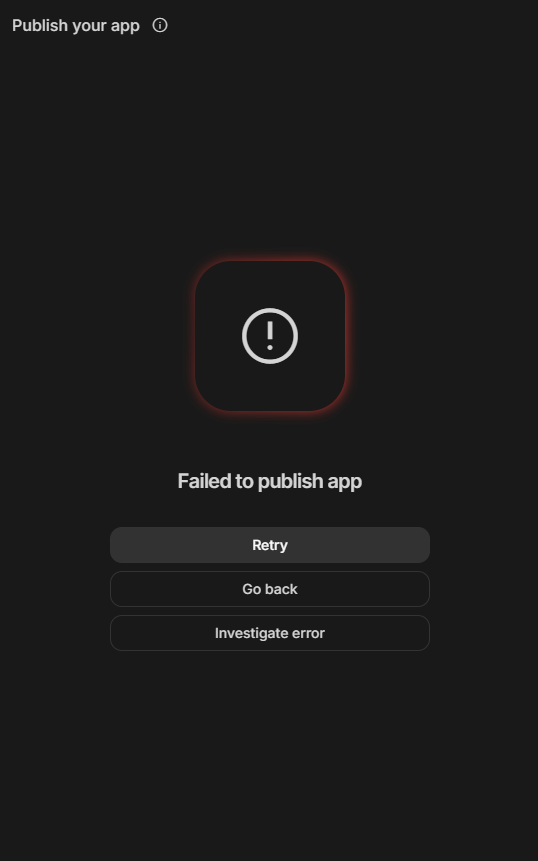 Publish your app
Failed to publish app
Retry
Go back
Investigate error